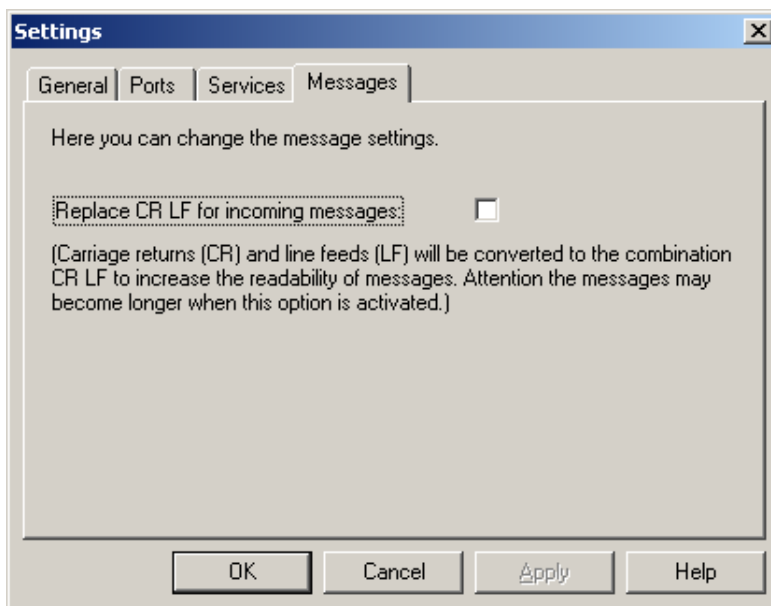 Settings
General Ports Services Messages
Here you can change the message settings.
Replace CR LF for incoming messages:
(Carriage returns (CR) and line feeds (LF) will be converted to the combination
CR LF to increase the readability of messages. Attention the messages may
become longer when this option is activated.)
OK Cancel Apply Help